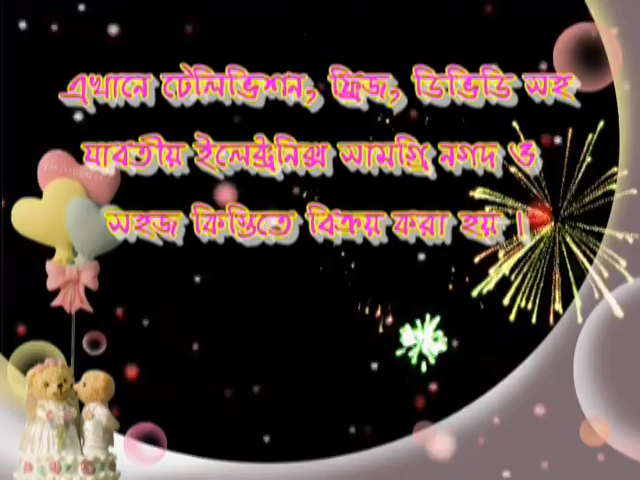 এখানে টেলিভিশন, ফ্রিজ, ডিভিডি সহ
যাবতীয় ইলেক্ট্রনিক্স সামগ্রি নগদ ও
সহজ কিস্তিতে বিক্রয় করা হয় ।